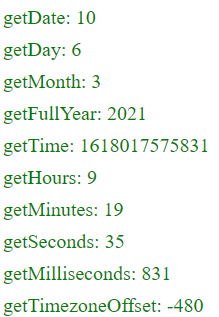 getDate: 10
getDay: 6
getMonth: 3
getFullYear: 2021
getTime: 1618017575831
getHours: 9
getMinutes: 19
getSeconds: 35
getMilliseconds: 831
getTimezoneOffset: -480